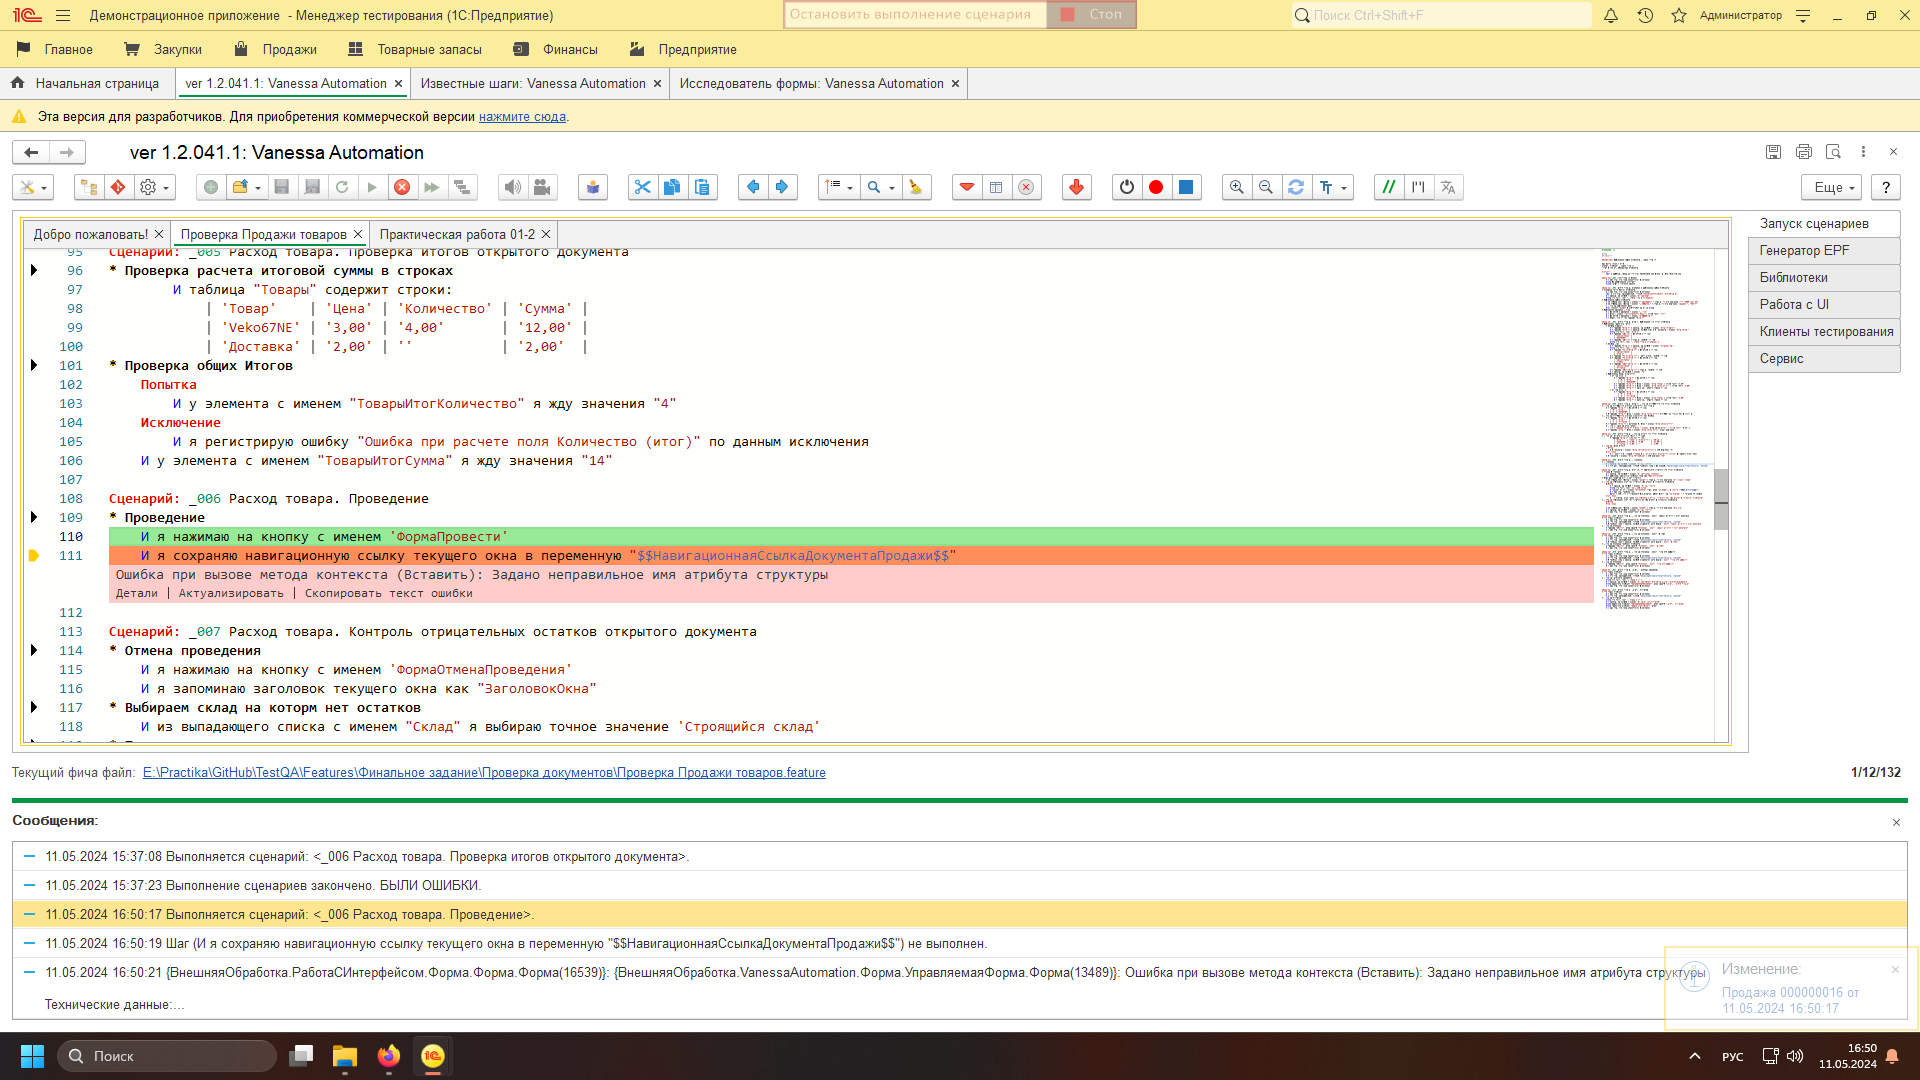 Демонстрационное приложение - Менеджер тестирования (1С:Предприятие)
Остановить выполнение сценария
Стоп
Поиск Ctrl+Shift+F
Администратор
Главное
Закупки
Продажи
Товарные запасы
Финансы
Предприятие
Начальная страница
ver 1.2.041.1: Vanessa Automation ×
Известные шаги: Vanessa Automation ×
Исследователь формы: Vanessa Automation ×
Эта версия для разработчиков. Для приобретения коммерческой версии нажмите сюда.
ver 1.2.041.1: Vanessa Automation
Еще
?
Добро пожаловать! ×
Проверка Продажи товаров ×
Практическая работа 01-2 ×
Запуск сценариев
Генератор EPF
Библиотеки
Работа с UI
Клиенты тестирования
Сервис
95 Сценарий: _005 Расход товара. Проверка итогов открытого документа
96 * Проверка расчета итоговой суммы в строках
97 И таблица "Товары" содержит строки:
98 | 'Товар' | 'Цена' | 'Количество' | 'Сумма' |
99 | 'Veko67NE' | '3,00' | '4,00' | '12,00' |
100 | 'Доставка' | '2,00' | '' | '2,00' |
101 * Проверка общих Итогов
102 Попытка
103 И у элемента с именем "ТоварыИтогКоличество" я жду значения "4"
104 Исключение
105 И я регистрирую ошибку "Ошибка при расчете поля Количество (итог)" по данным исключения
106 И у элемента с именем "ТоварыИтогСумма" я жду значения "14"
107
108 Сценарий: _006 Расход товара. Проведение
109 * Проведение
110 И я нажимаю на кнопку с именем 'ФормаПровести'
111 И я сохраняю навигационную ссылку текущего окна в переменную "$$НавигационнаяСсылкаДокументаПродажи$$"
Ошибка при вызове метода контекста (Вставить): Задано неправильное имя атрибута структуры
Детали | Актуализировать | Скопировать текст ошибки
112
113 Сценарий: _007 Расход товара. Контроль отрицательных остатков открытого документа
114 * Отмена проведения
115 И я нажимаю на кнопку с именем 'ФормаОтменаПроведения'
116 И я запоминаю заголовок текущего окна как "ЗаголовокОкна"
117 * Выбираем склад на котором нет остатков
118 И из выпадающего списка с именем "Склад" я выбираю точное значение 'Строящийся склад'
Текущий фича файл: E:\Practika\GitHub\TestQA\Features\Финальное задание\Проверка документов\Проверка Продажи товаров.feature
1/12/132
Сообщения:
11.05.2024 15:37:08 Выполняется сценарий: <_006 Расход товара. Проверка итогов открытого документа>.
11.05.2024 15:37:23 Выполнение сценариев закончено. БЫЛИ ОШИБКИ.
11.05.2024 16:50:17 Выполняется сценарий: <_006 Расход товара. Проведение>.
11.05.2024 16:50:19 Шаг (И я сохраняю навигационную ссылку текущего окна в переменную "$$НавигационнаяСсылкаДокументаПродажи$$") не выполнен.
11.05.2024 16:50:21 {ВнешняяОбработка.РаботаСИнтерфейсом.Форма.Форма.Форма(16539)}: {ВнешняяОбработка.VanessaAutomation.Форма.УправляемаяФорма.Форма(13489)}: Ошибка при вызове метода контекста (Вставить): Задано неправильное имя атрибута структуры
Технические данные:...
Изменение:
Продажа 000000016 от
11.05.2024 16:50:17
Поиск
РУС
16:50
11.05.2024